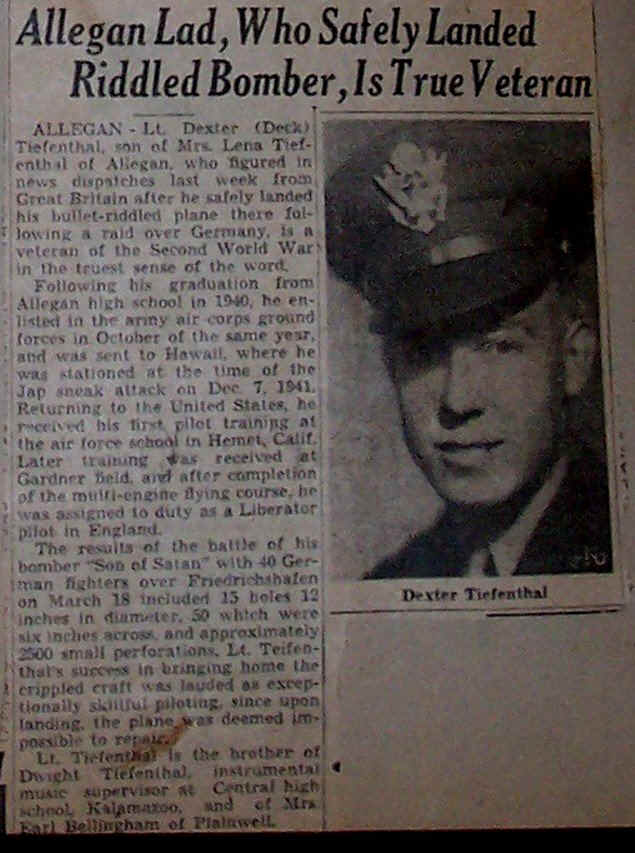 Allegan Lad, Who Safely Landed
Riddled Bomber, Is True Veteran
ALLEGAN - Lt. Dexter (Deck)
Tiefenthal, son of Mrs. Lena Tief-
enthal of Allegan, who figured in
news dispatches last week from
Great Britain after he safely landed
his bullet-riddled plane there fol-
lowing a raid over Germany, is a
veteran of the Second World War
in the truest sense of the word.
Following his graduation from
Allegan high school in 1940, he en-
listed in the army air corps ground
forces in October of the same year,
and was sent to Hawaii, where he
was stationed at the time of the
Jap sneak attack on Dec. 7, 1941.
Returning to the United States, he
received his first pilot training at
the air force school in Hemet, Calif.
Later training was received at
Gardner field, and after completion
of the multi-engine flying course, he
was assigned to duty as a Liberator
pilot in England.
The results of the battle of his
bomber "Son of Satan" with 40 Ger-
man fighters over Friedrichshafen
on March 18 included 15 holes 12
inches in diameter, 50 which were
six inches across, and approximately
2500 small perforations. Lt. Teifen-
thal's success in bringing home the
crippled craft was lauded as excep-
tionally skillful piloting, since upon
landing, the plane was deemed im-
possible to repair.
Lt. Tiefenthal is the brother of
Dwight Tiefenthal, instrumental
music supervisor at Central high
school, Kalamazoo, and of Mrs.
Earl Bellingham of Plainwell.
Dexter Tiefenthal